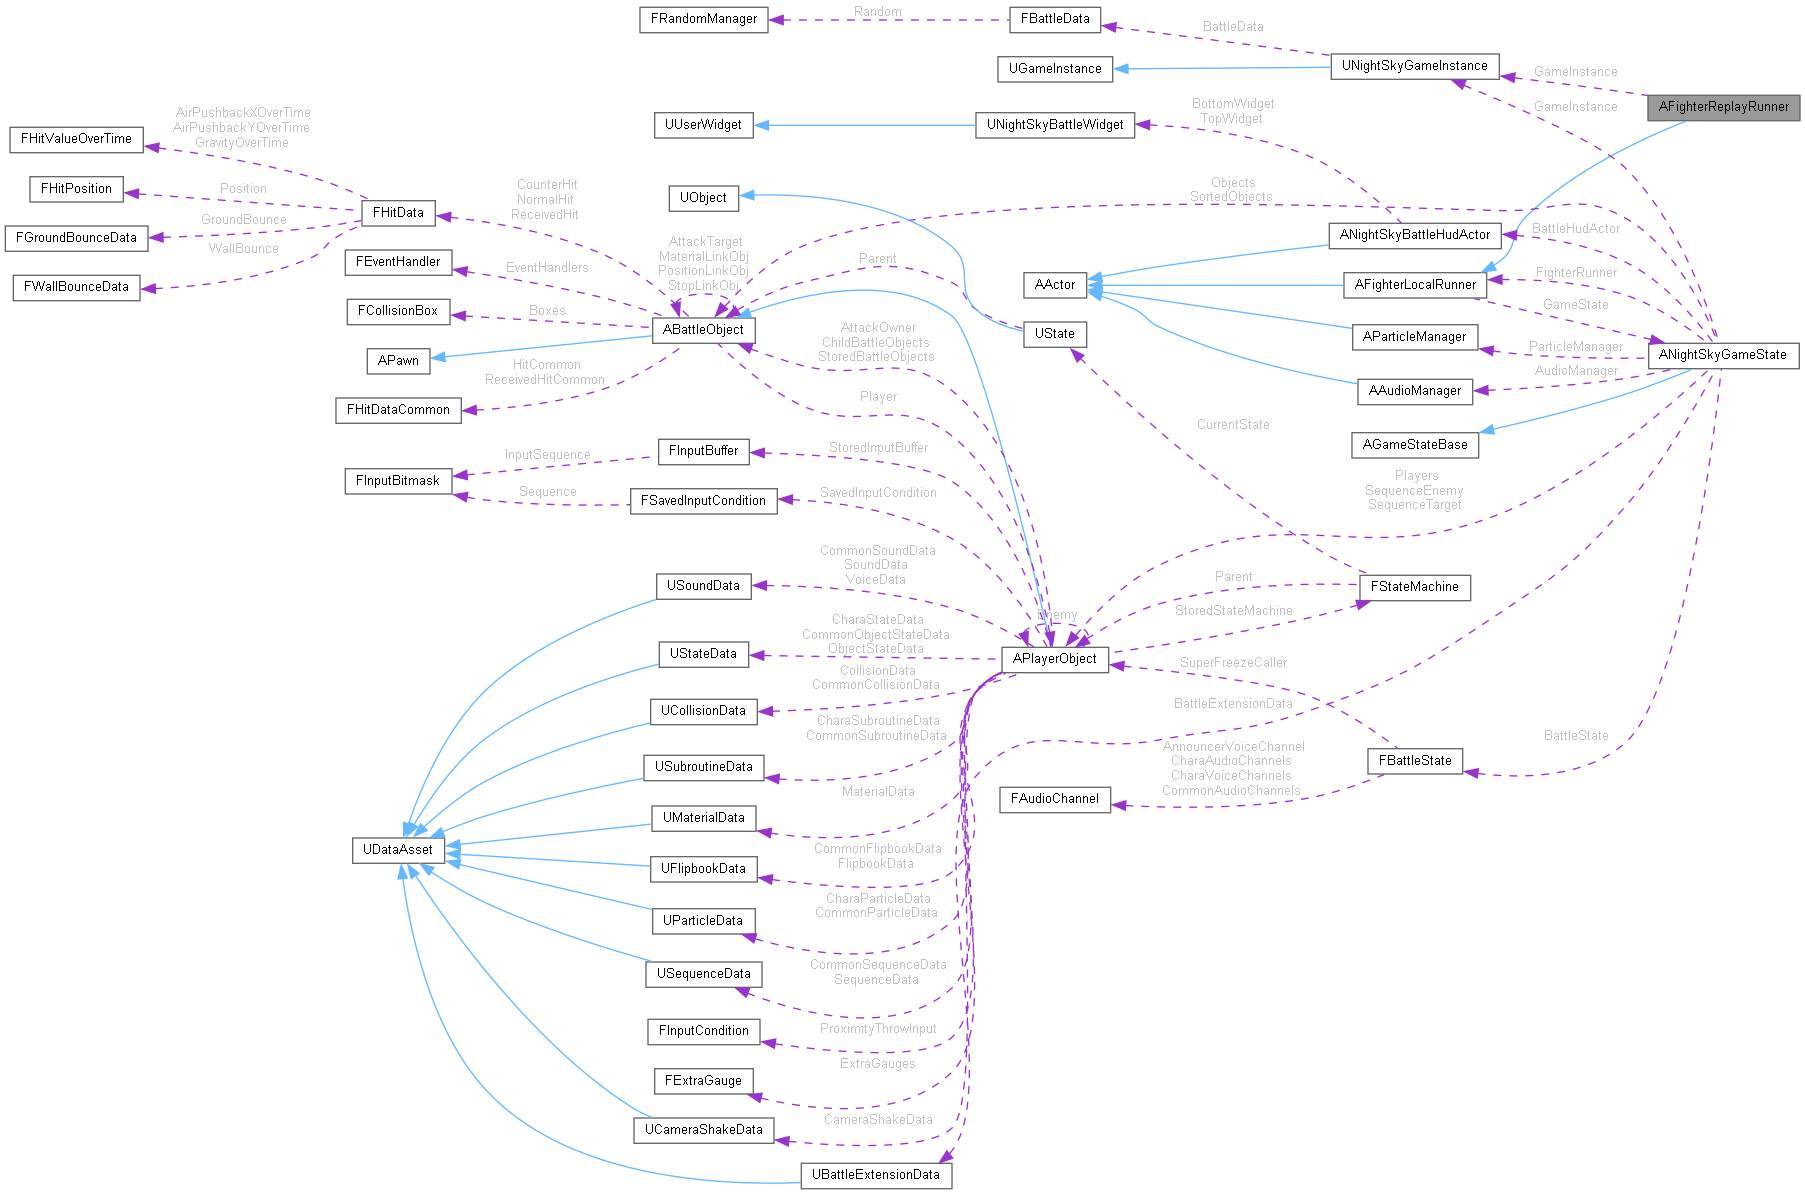 Random
FRandomManager
FBattleData
BattleData
UGameInstance
UNightSkyGameInstance
GameInstance
GameInstance
AFighterReplayRunner
AirPushbackXOverTime
AirPushbackYOverTime
GravityOverTime
FHitValueOverTime
UUserWidget
UNightSkyBattleWidget
BottomWidget
TopWidget
FHitPosition
Position
FGroundBounceData
GroundBounce
WallBounce
FWallBounceData
FHitData
CounterHit
NormalHit
ReceivedHit
UObject
Objects
SortedObjects
ANightSkyBattleHudActor
BattleHudActor
FEventHandler
EventHandlers
AttackTarget
MaterialLinkObj
PositionLinkObj
StopLinkObj
Parent
AActor
AFighterLocalRunner
FighterRunner
GameState
FCollisionBox
Boxes
ABattleObject
UState
AParticleManager
ParticleManager
ANightSkyGameState
APawn
AttackOwner
ChildBattleObjects
StoredBattleObjects
AudioManager
AAudioManager
HitCommon
ReceivedHitCommon
FHitDataCommon
Player
CurrentState
AGameStateBase
FInputBuffer
StoredInputBuffer
InputSequence
FInputBitmask
Sequence
FSavedInputCondition
SavedInputCondition
Players
SequenceEnemy
SequenceTarget
CommonSoundData
SoundData
VoiceData
USoundData
Parent
FStateMachine
StoredStateMachine
Enemy
APlayerObject
CharaStateData
CommonObjectStateData
ObjectStateData
UStateData
SuperFreezeCaller
CollisionData
CommonCollisionData
UCollisionData
BattleExtensionData
CharaSubroutineData
CommonSubroutineData
USubroutineData
BattleState
AnnouncerVoiceChannel
CharaAudioChannels
CharaVoiceChannels
CommonAudioChannels
FBattleState
FAudioChannel
MaterialData
UMaterialData
UDataAsset
CommonFlipbookData
FlipbookData
UFlipbookData
CharaParticleData
CommonParticleData
UParticleData
CommonSequenceData
SequenceData
USequenceData
ProximityThrowInput
FInputCondition
ExtraGauges
FExtraGauge
CameraShakeData
UCameraShakeData
UBattleExtensionData